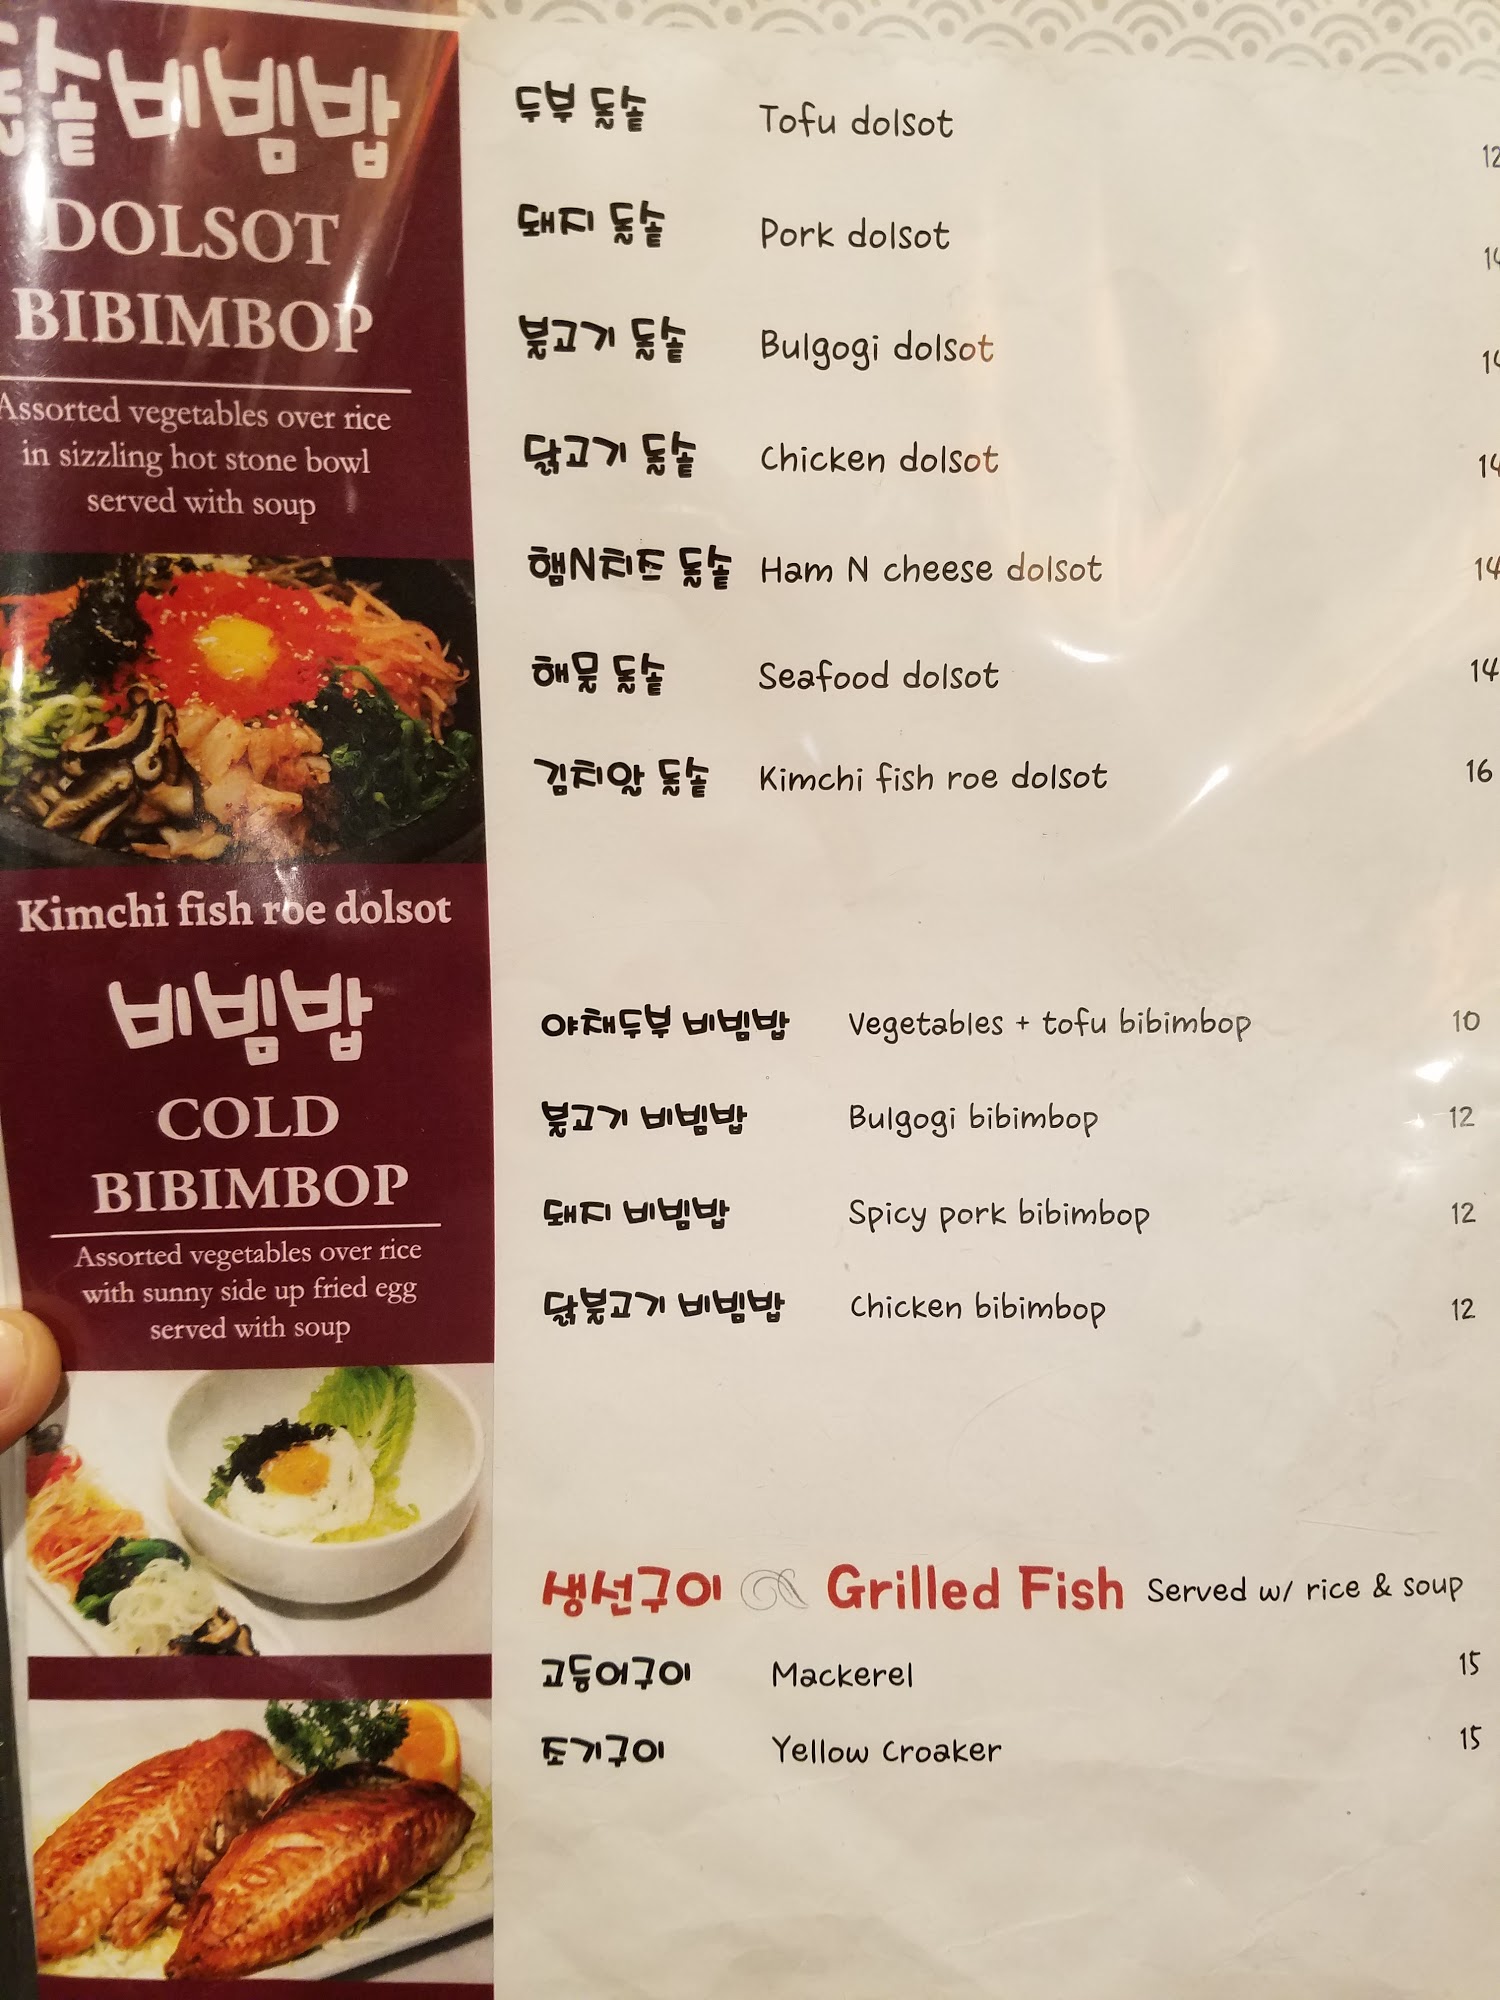 돌솥비빔밥
DOLSOT
BIBIMBOP
Assorted vegetables over rice
in sizzling hot stone bowl
served with soup
Kimchi fish roe dolsot
비빔밥
COLD
BIBIMBOP
Assorted vegetables over rice
with sunny side up fried egg
served with soup
두부 돌솥 Tofu dolsot 12
돼지 돌솥 Pork dolsot 14
불고기 돌솥 Bulgogi dolsot 14
닭고기 돌솥 Chicken dolsot 14
햄N치즈 돌솥 Ham N cheese dolsot 14
해물 돌솥 Seafood dolsot 14
김치알 돌솥 Kimchi fish roe dolsot 16
야채두부 비빔밥 Vegetables + tofu bibimbop 10
불고기 비빔밥 Bulgogi bibimbop 12
돼지 비빔밥 Spicy pork bibimbop 12
닭불고기 비빔밥 Chicken bibimbop 12
생선구이 Grilled Fish Served w/ rice & soup
고등어구이 Mackerel 15
조기구이 Yellow Croaker 15